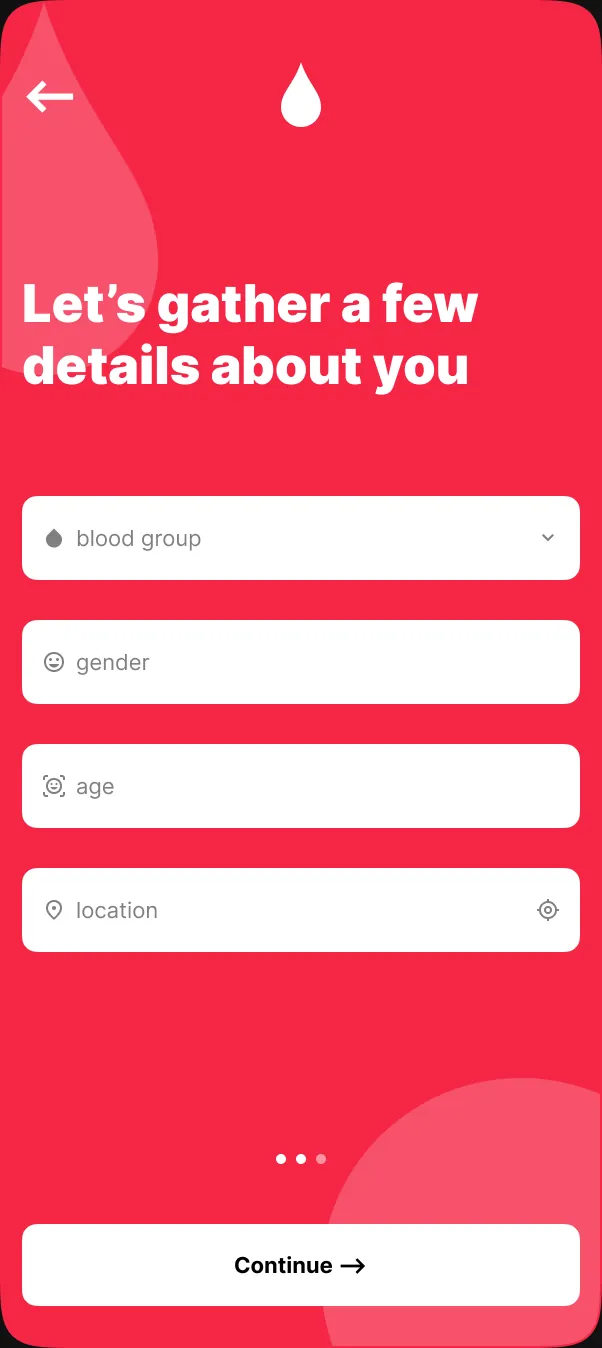 Let’s gather a few
details about you
blood group
gender
age
location
Continue